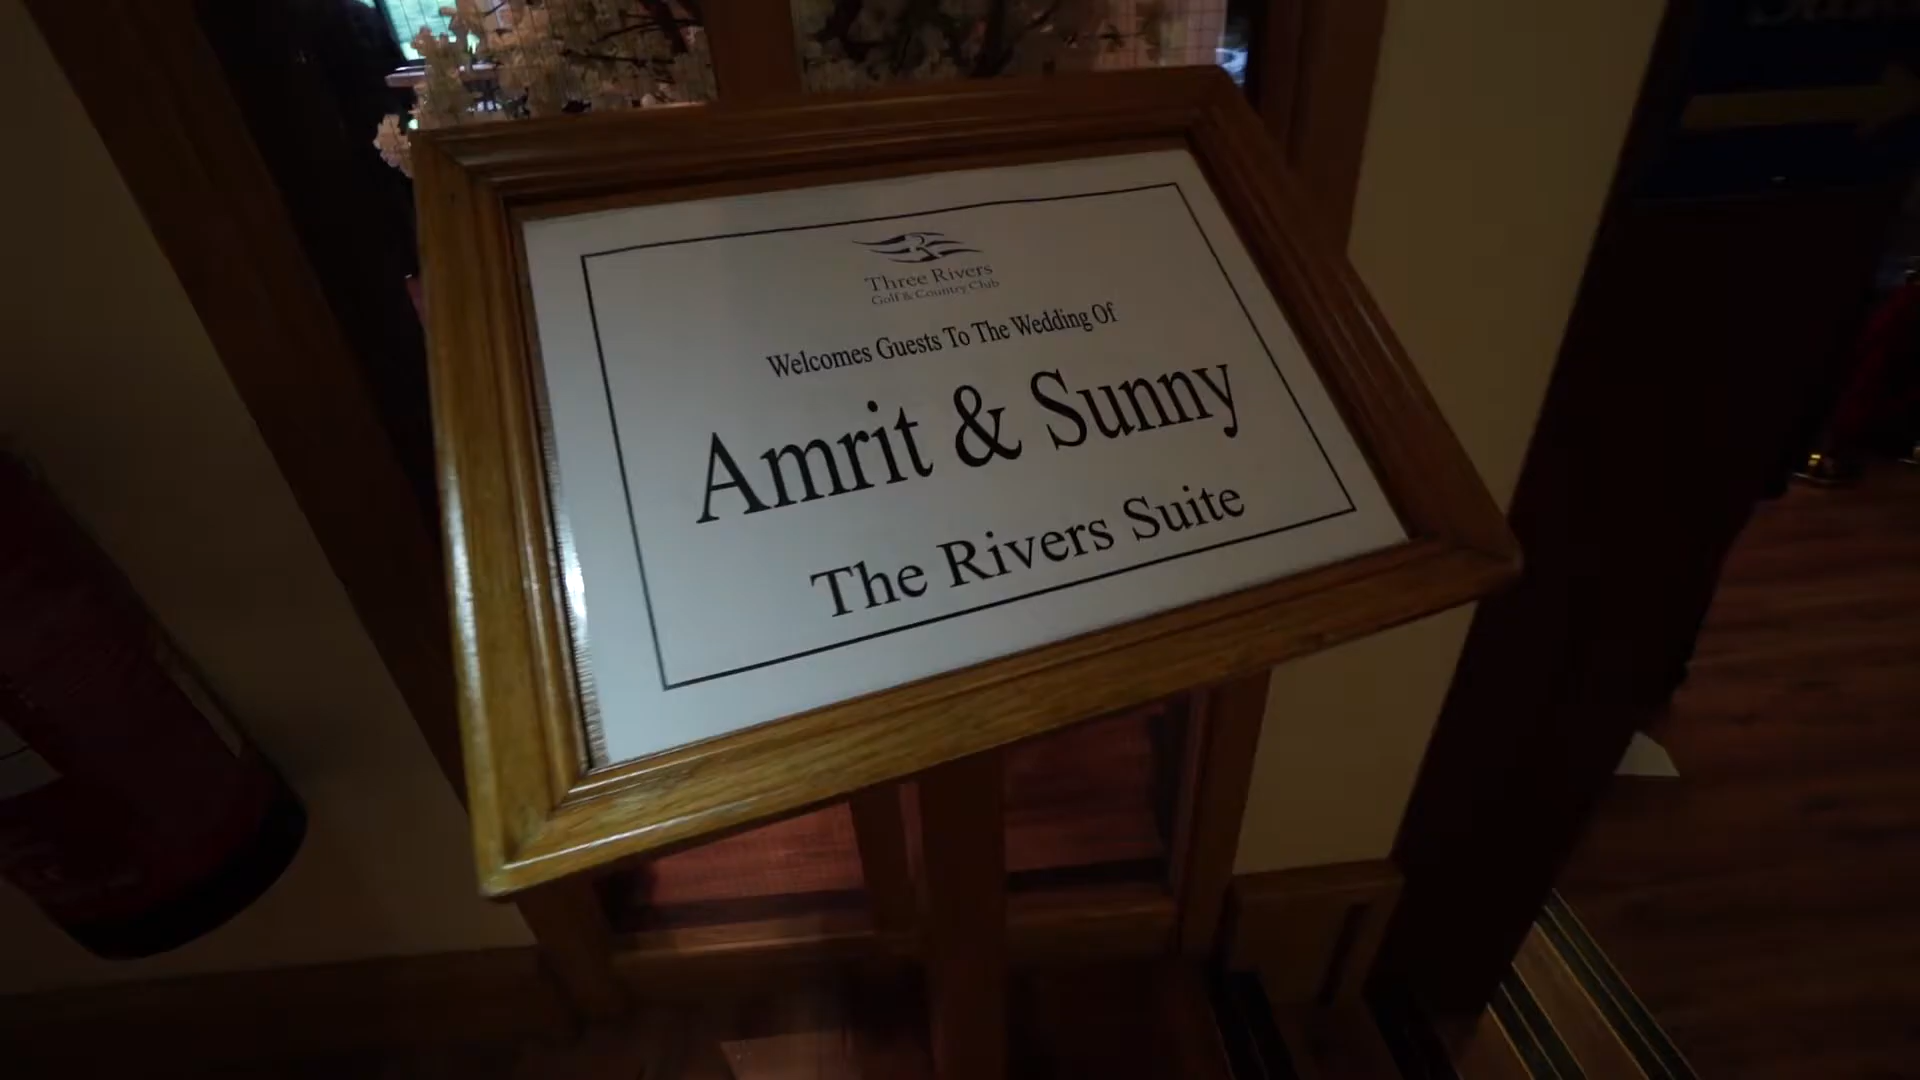 Three Rivers
Golf & Country Club
Welcomes Guests To The Wedding Of
Amrit & Sunny
The Rivers Suite